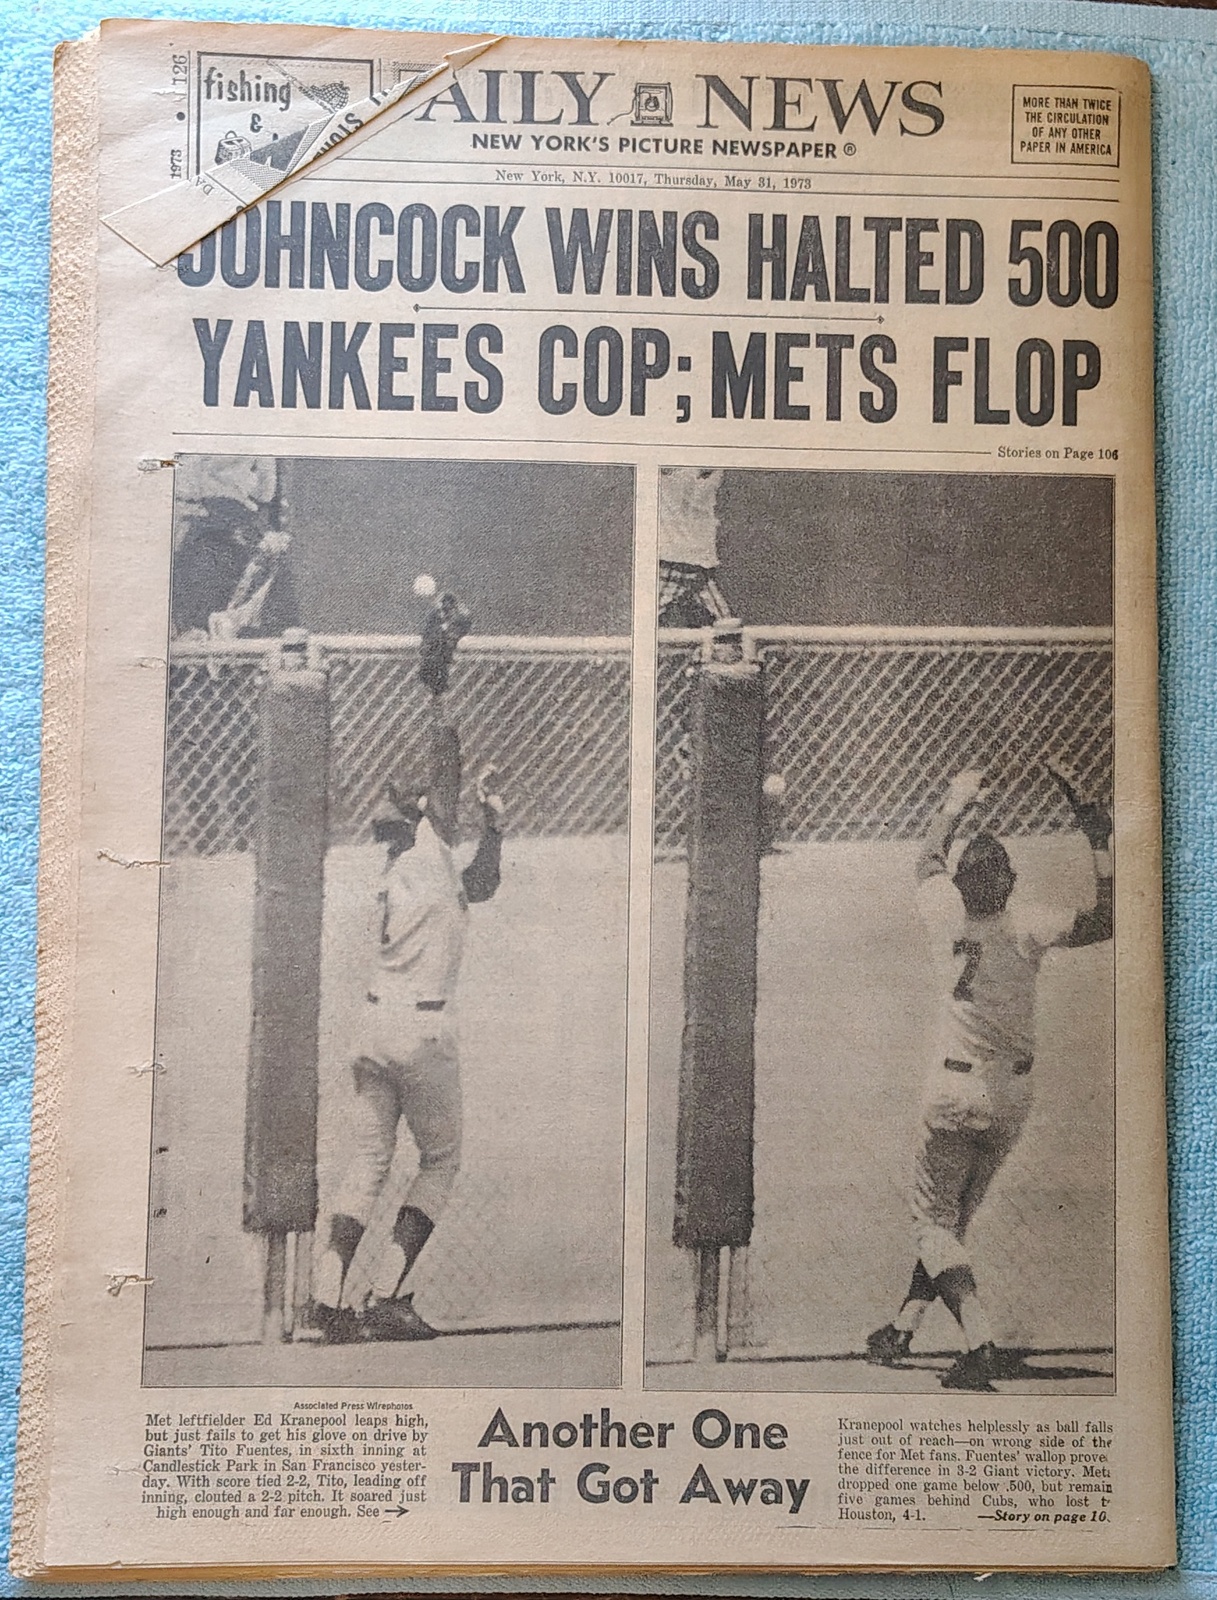 126
•
1973
fishing
&
DAILY NEWS
NEW YORK'S PICTURE NEWSPAPER ®
MORE THAN TWICE
THE CIRCULATION
OF ANY OTHER
PAPER IN AMERICA
DA
New York, N.Y. 10017, Thursday, May 31, 1973
JOHNCOCK WINS HALTED 500
YANKEES COP; METS FLOP
Stories on Page 106
7
Associated Press Wirephotos
Met leftfielder Ed Kranepool leaps high,
but just fails to get his glove on drive by
Giants' Tito Fuentes, in sixth inning at
Candlestick Park in San Francisco yester-
day. With score tied 2-2, Tito, leading off
inning, clouted a 2-2 pitch. It soared just
high enough and far enough. See →
Another One
That Got Away
Kranepool watches helplessly as ball falls
just out of reach—on wrong side of the
fence for Met fans. Fuentes' wallop prove
the difference in 3-2 Giant victory. Mets
dropped one game below .500, but remain
five games behind Cubs, who lost t
Houston, 4-1. —Story on page 10.